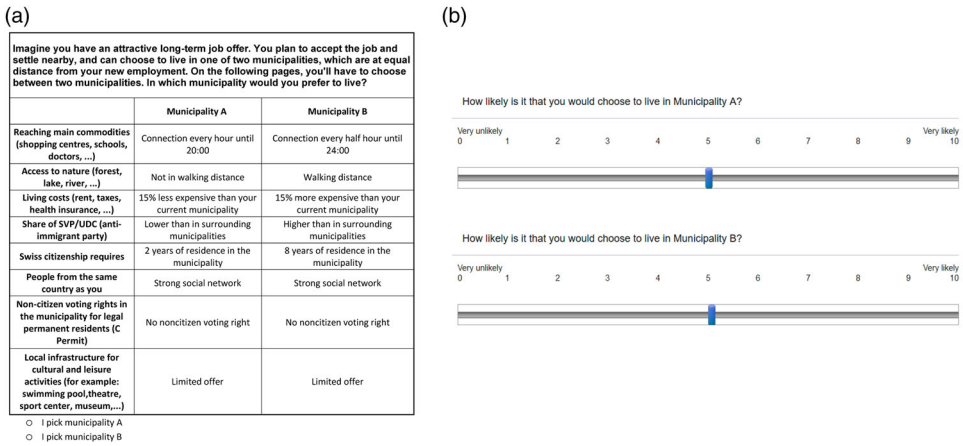 (a)
Imagine you have an attractive long-term job offer. You plan to accept the job and
settle nearby, and can choose to live in one of two municipalities, which are at equal
distance from your new employment. On the following pages, you'll have to choose
between two municipalities. In which municipality would you prefer to live?
Municipality A
Municipality B
Reaching main commodities
(shopping centres, schools,
doctors, ...)
Connection every hour until
20:00
Connection every half hour until
24:00
Access to nature (forest,
lake, river, ...)
Not in walking distance
Walking distance
Living costs (rent, taxes,
health insurance, ...)
15% less expensive than your
current municipality
15% more expensive than your
current municipality
Share of SVP/UDC (anti-
immigrant party)
Lower than in surrounding
municipalities
Higher than in surrounding
municipalities
Swiss citizenship requires
2 years of residence in the
municipality
8 years of residence in the
municipality
People from the same
country as you
Strong social network
Strong social network
Non-citizen voting rights in
the municipality for legal
permanent residents (C
Permit)
No noncitizen voting right
No noncitizen voting right
Local infrastructure for
cultural and leisure
activities (for example:
swimming pool,theatre,
sport center, museum,...)
Limited offer
Limited offer
I pick municipality A
I pick municipality B
(b)
How likely is it that you would choose to live in Municipality A?
Very unlikely Very likely
0 1 2 3 4 5 6 7 8 9 10
How likely is it that you would choose to live in Municipality B?
Very unlikely Very likely
0 1 2 3 4 5 6 7 8 9 10